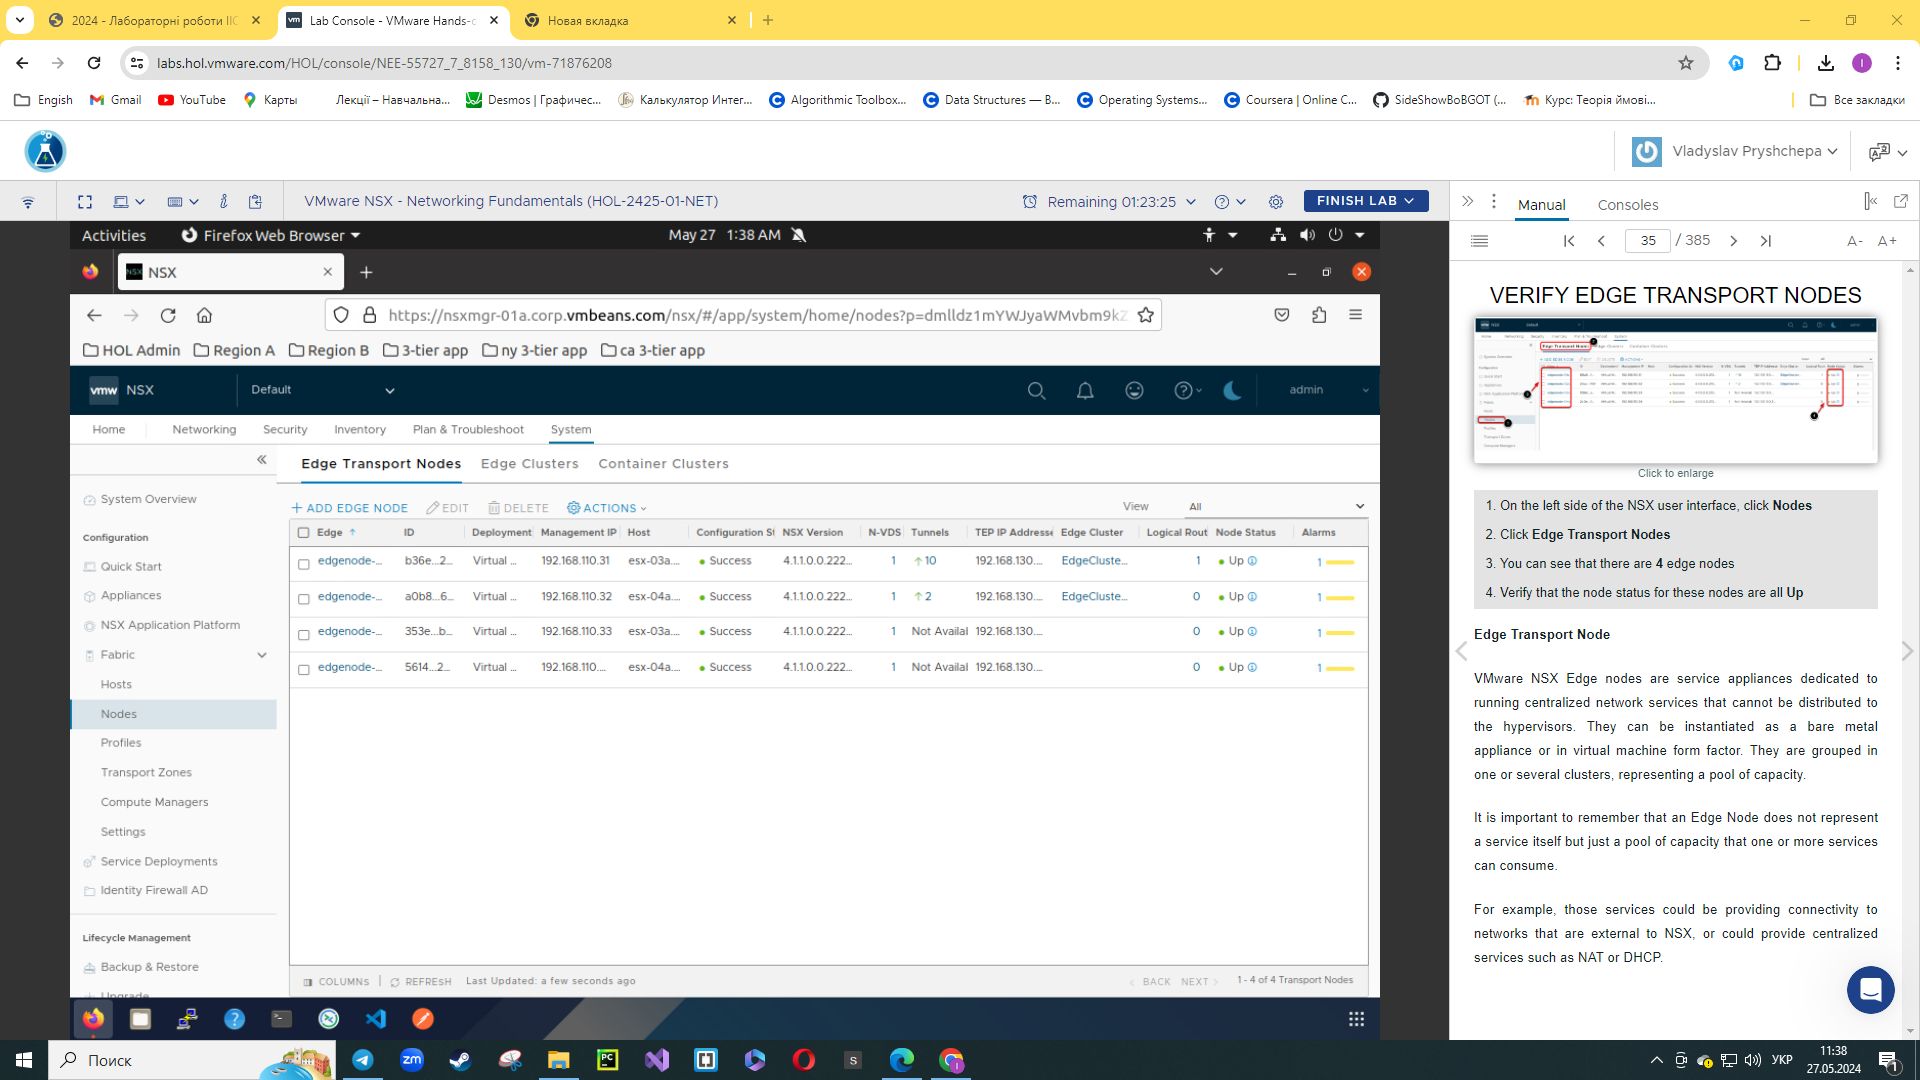 2024 - Лабораторні роботи ІІС
Lab Console - VMware Hands-o
Новая вкладка
labs.hol.vmware.com/HOL/console/NEE-55727_7_8158_130/vm-71876208
Engish
Gmail
YouTube
Карты
Лекції – Навчальна...
Desmos | Графичес...
Калькулятор Интег...
Algorithmic Toolbox...
Data Structures — B...
Operating Systems...
Coursera | Online C...
SideShowBoBGOT (...
Курс: Теорія ймові...
Все закладки
Vladyslav Pryshchepa
VMware NSX - Networking Fundamentals (HOL-2425-01-NET)
Remaining 01:23:25
FINISH LAB
Manual
Consoles
35 / 385
A-
A+
Activities
Firefox Web Browser
May 27 1:38 AM
NSX
https://nsxmgr-01a.corp.vmbeans.com/nsx/#/app/system/home/nodes?p=dmlldz1mYWJyaWMvbm9kZ
HOL Admin
Region A
Region B
3-tier app
ny 3-tier app
ca 3-tier app
vmw NSX
Default
admin
Home
Networking
Security
Inventory
Plan & Troubleshoot
System
Edge Transport Nodes
Edge Clusters
Container Clusters
System Overview
Configuration
Quick Start
Appliances
NSX Application Platform
Fabric
Hosts
Nodes
Profiles
Transport Zones
Compute Managers
Settings
Service Deployments
Identity Firewall AD
Lifecycle Management
Backup & Restore
Upgrade
ADD EDGE NODE
EDIT
DELETE
ACTIONS
View
All
Edge ID Deployment Management IP Host Configuration St NSX Version N-VDS Tunnels TEP IP Addresse Edge Cluster Logical Rout Node Status Alarms
edgenode-... b36e...2... Virtual ... 192.168.110.31 esx-03a.... Success 4.1.1.0.0.222... 1 10 192.168.130.... EdgeCluste... 1 Up 1
edgenode-... a0b8...6... Virtual ... 192.168.110.32 esx-04a.... Success 4.1.1.0.0.222... 1 2 192.168.130.... EdgeCluste... 0 Up 1
edgenode-... 353e...b... Virtual ... 192.168.110.33 esx-03a.... Success 4.1.1.0.0.222... 1 Not Availal 192.168.130.... 0 Up 1
edgenode-... 5614...2... Virtual ... 192.168.110.... esx-04a.... Success 4.1.1.0.0.222... 1 Not Availal 192.168.130.... 0 Up 1
COLUMNS
REFRESH
Last Updated: a few seconds ago
BACK
NEXT
1 - 4 of 4 Transport Nodes
VERIFY EDGE TRANSPORT NODES
Click to enlarge
1. On the left side of the NSX user interface, click Nodes
2. Click Edge Transport Nodes
3. You can see that there are 4 edge nodes
4. Verify that the node status for these nodes are all Up
Edge Transport Node
VMware NSX Edge nodes are service appliances dedicated to
running centralized network services that cannot be distributed to
the hypervisors. They can be instantiated as a bare metal
appliance or in virtual machine form factor. They are grouped in
one or several clusters, representing a pool of capacity.
It is important to remember that an Edge Node does not represent
a service itself but just a pool of capacity that one or more services
can consume.
For example, those services could be providing connectivity to
networks that are external to NSX, or could provide centralized
services such as NAT or DHCP.
Поиск
УКР
11:38
27.05.2024
1